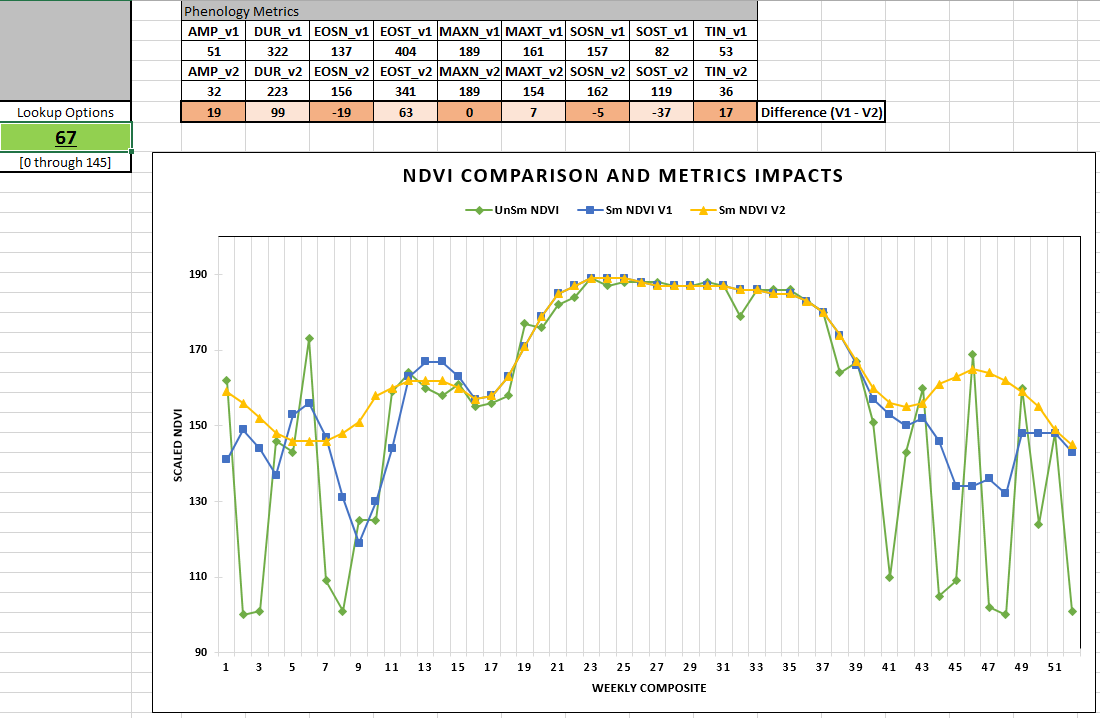 Phenology Metrics
AMP_v1 DUR_v1 EOSN_v1 EOST_v1 MAXN_v1 MAXT_v1 SOSN_v1 SOST_v1 TIN_v1
51 322 137 404 189 161 157 82 53
AMP_v2 DUR_v2 EOSN_v2 EOST_v2 MAXN_v2 MAXT_v2 SOSN_v2 SOST_v2 TIN_v2
32 223 156 341 189 154 162 119 36
Lookup Options
19 99 -19 63 0 7 -5 -37 17 Difference (V1 - V2)
67
[0 through 145]
NDVI COMPARISON AND METRICS IMPACTS
UnSm NDVI Sm NDVI V1 Sm NDVI V2
SCALED NDVI
190
170
150
130
110
90
1 3 5 7 9 11 13 15 17 19 21 23 25 27 29 31 33 35 37 39 41 43 45 47 49 51
WEEKLY COMPOSITE